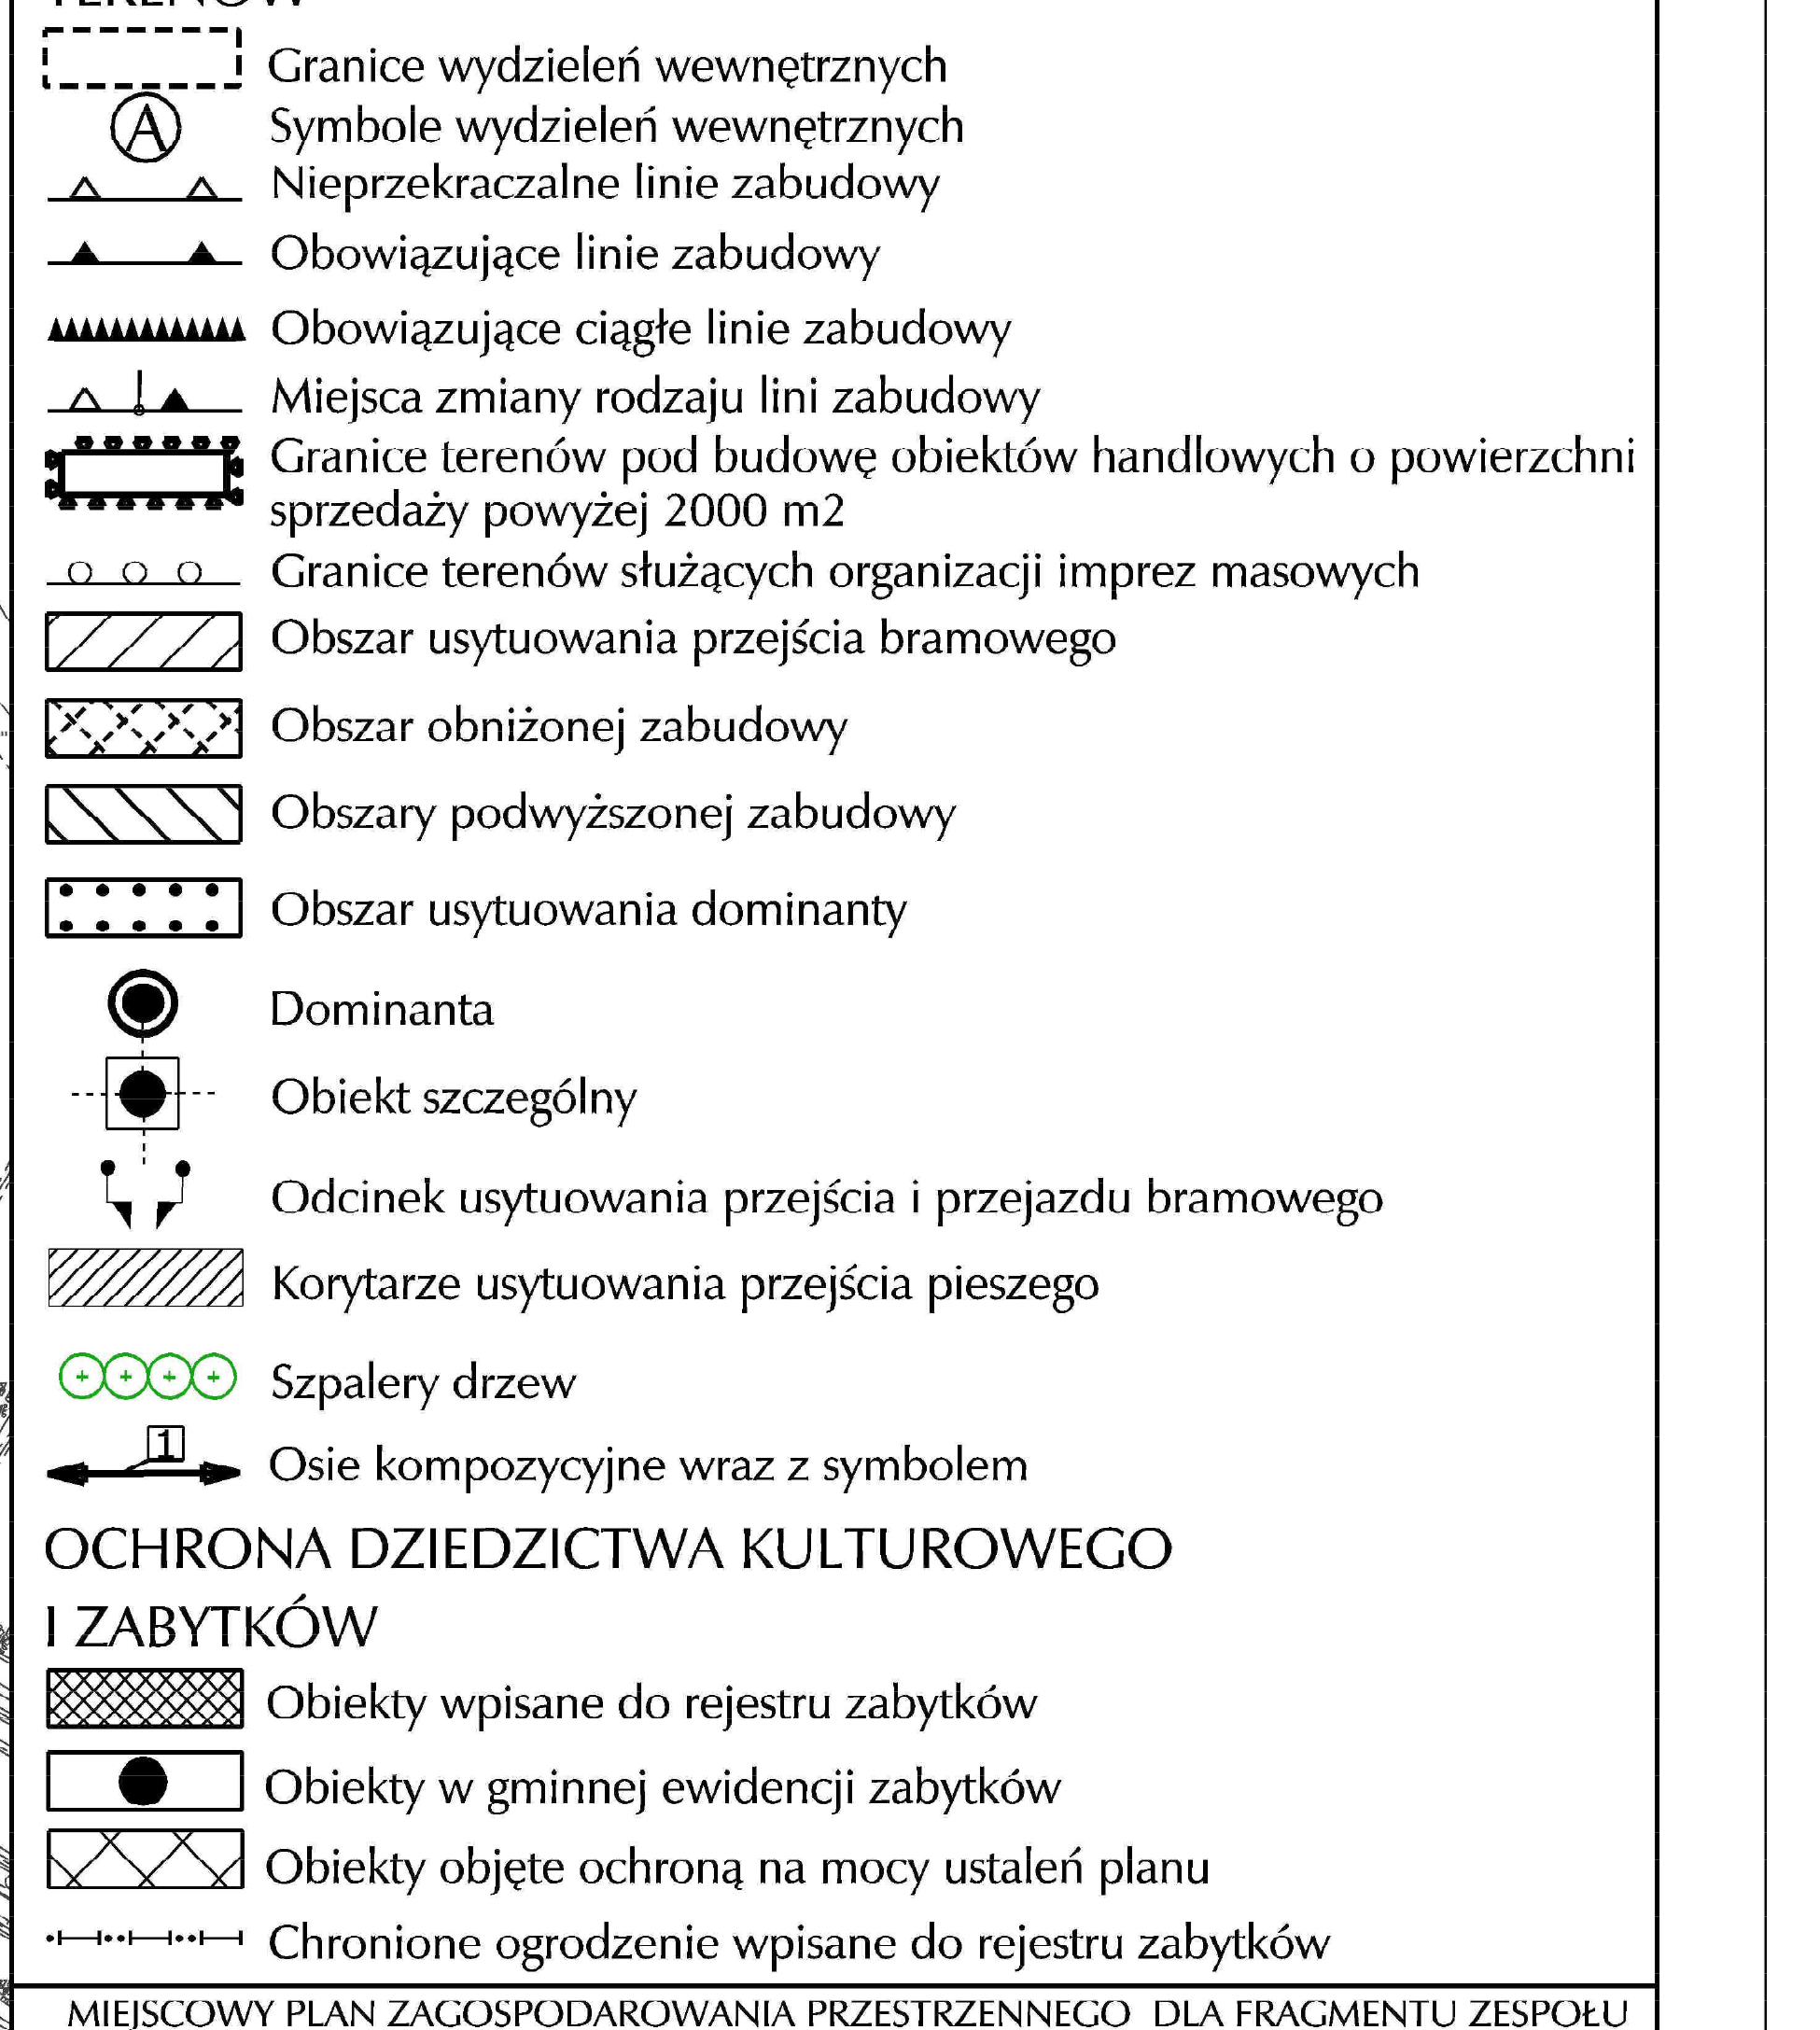 Granice wydzieleń wewnętrznych
A Symbole wydzieleń wewnętrznych
Nieprzekraczalne linie zabudowy
Obowiązujące linie zabudowy
Obowiązujące ciągłe linie zabudowy
Miejsca zmiany rodzaju lini zabudowy
Granice terenów pod budowę obiektów handlowych o powierzchni
sprzedaży powyżej 2000 m2
Granice terenów służących organizacji imprez masowych
Obszar usytuowania przejścia bramowego
Obszar obniżonej zabudowy
Obszary podwyższonej zabudowy
Obszar usytuowania dominanty
Dominanta
Obiekt szczególny
Odcinek usytuowania przejścia i przejazdu bramowego
Korytarze usytuowania przejścia pieszego
Szpalery drzew
1 Osie kompozycyjne wraz z symbolem
OCHRONA DZIEDZICTWA KULTUROWEGO
I ZABYTKÓW
Obiekty wpisane do rejestru zabytków
Obiekty w gminnej ewidencji zabytków
Obiekty objęte ochroną na mocy ustaleń planu
Chronione ogrodzenie wpisane do rejestru zabytków
MIEJSCOWY PLAN ZAGOSPODAROWANIA PRZESTRZENNEGO DLA FRAGMENTU ZESPOŁU